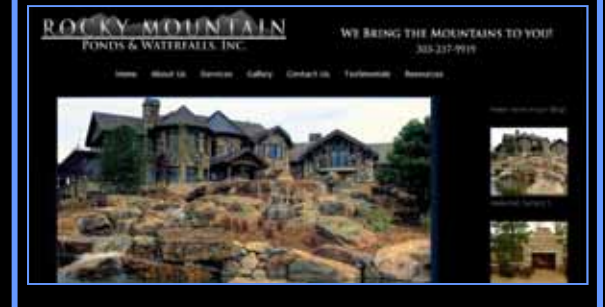 ROCKY MOUNTAIN
PONDS & WATERFALLS, INC.
WE BRING THE MOUNTAINS TO YOU!
303-237-9919
Home About Us Services Gallery Contact Us Testimonials Resources